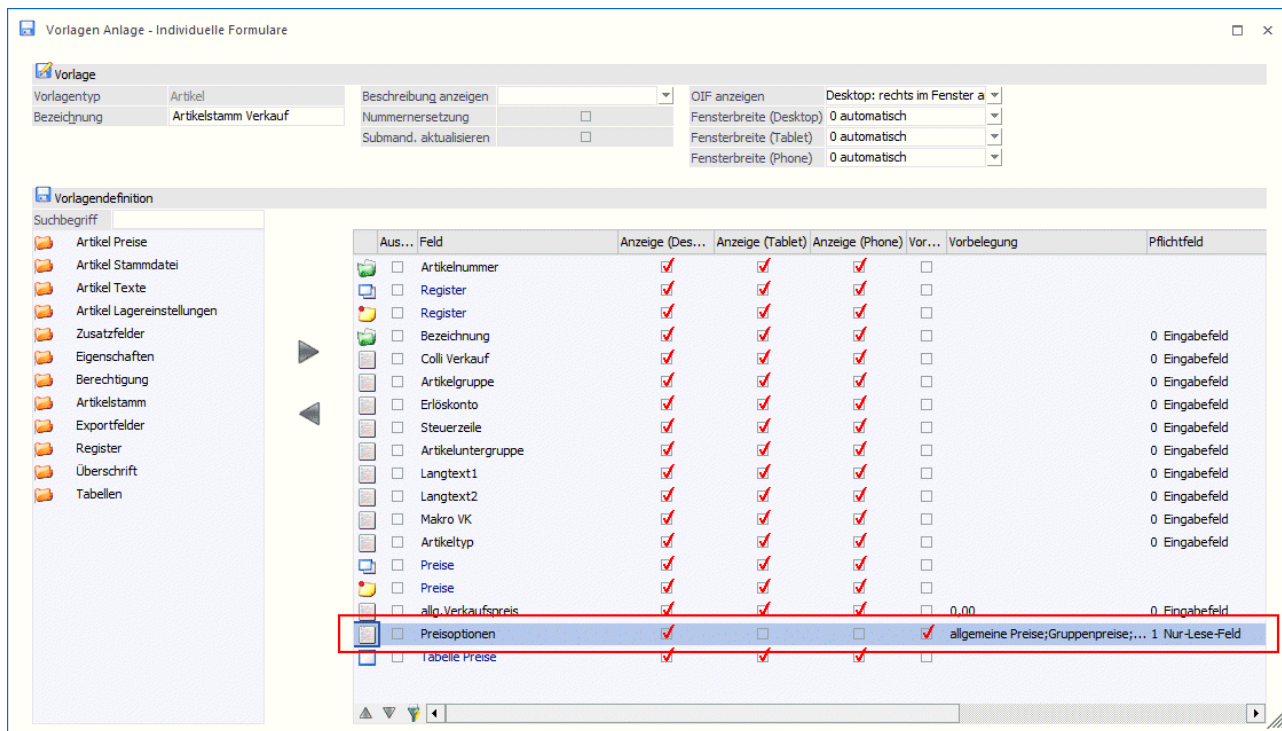 Vorlagen Anlage - Individuelle Formulare
Vorlage
Vorlagentyp Artikel Beschreibung anzeigen OIF anzeigen Desktop: rechts im Fenster a
Bezeichnung Artikelstamm Verkauf Nummernersetzung Fensterbreite (Desktop) 0 automatisch
Submand. aktualisieren Fensterbreite (Tablet) 0 automatisch
Fensterbreite (Phone) 0 automatisch
Vorlagendefinition
Suchbegriff
Artikel Preise
Artikel Stammdatei
Artikel Texte
Artikel Lagereinstellungen
Zusatzfelder
Eigenschaften
Berechtigung
Artikelstamm
Exportfelder
Register
Überschrift
Tabellen
Aus... Feld Anzeige (Des... Anzeige (Tablet) Anzeige (Phone) Vor... Vorbelegung Pflichtfeld
Artikelnummer
Register
Register
Bezeichnung 0 Eingabefeld
Colli Verkauf 0 Eingabefeld
Artikelgruppe 0 Eingabefeld
Erlöskonto 0 Eingabefeld
Steuerzeile 0 Eingabefeld
Artikeluntergruppe 0 Eingabefeld
Langtext1 0 Eingabefeld
Langtext2 0 Eingabefeld
Makro VK 0 Eingabefeld
Artikeltyp 0 Eingabefeld
Preise
Preise
allg.Verkaufspreis 0,00 0 Eingabefeld
Preisoptionen allgemeine Preise;Gruppenpreise;... 1 Nur-Lese-Feld
Tabelle Preise